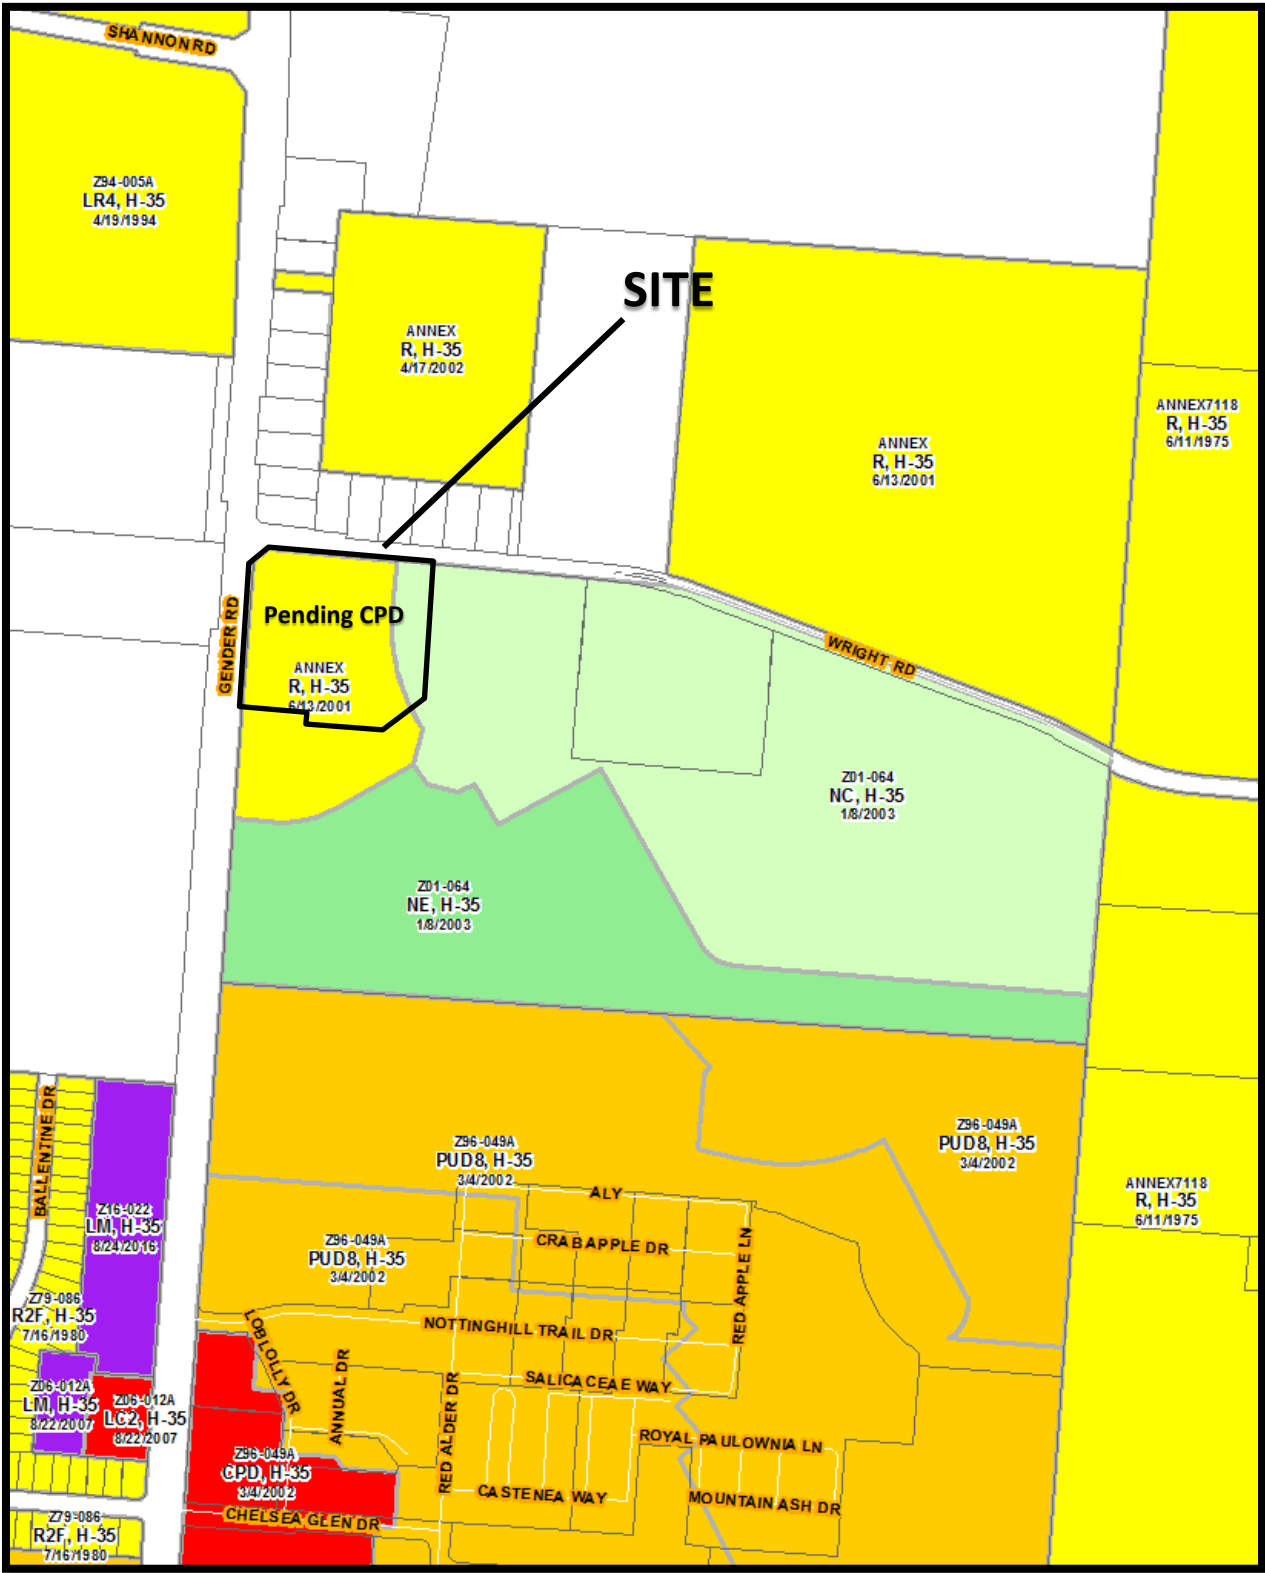 SHANNON RD
Z94-005A
LR4, H-35
4/19/1994
SITE
ANNEX
R, H-35
4/17/2002
ANNEX7118
R, H-35
6/11/1975
ANNEX
R, H-35
6/13/2001
GENDER RD
Pending CPD
ANNEX
R, H-35
6/13/2001
WRIGHT RD
Z01-064
NC, H-35
1/8/2003
Z01-064
NE, H-35
1/8/2003
BALLENTINE DR
Z96-049A
PUD8, H-35
3/4/2002
Z96-049A
PUD8, H-35
3/4/2002
ANNEX7118
R, H-35
6/11/1975
ALY
Z16-022
LM, H-35
8/24/2016
Z96-049A
PUD8, H-35
3/4/2002
CRABAPPLE DR
RED APPLE LN
Z79-086
R2F, H-35
7/16/1980
LOBLOLLY DR
NOTTINGHILL TRAIL DR
ANNUAL DR
SALICACEAE WAY
Z06-012A
LM, H-35
8/22/2007
Z06-012A
LC2, H-35
8/22/2007
RED ALDER DR
ROYAL PAULOWNIA LN
Z96-049A
CPD, H-35
3/4/2002
CASTENEA WAY
MOUNTAIN ASH DR
CHELSEA GLEN DR
Z79-086
R2F, H-35
7/16/1980